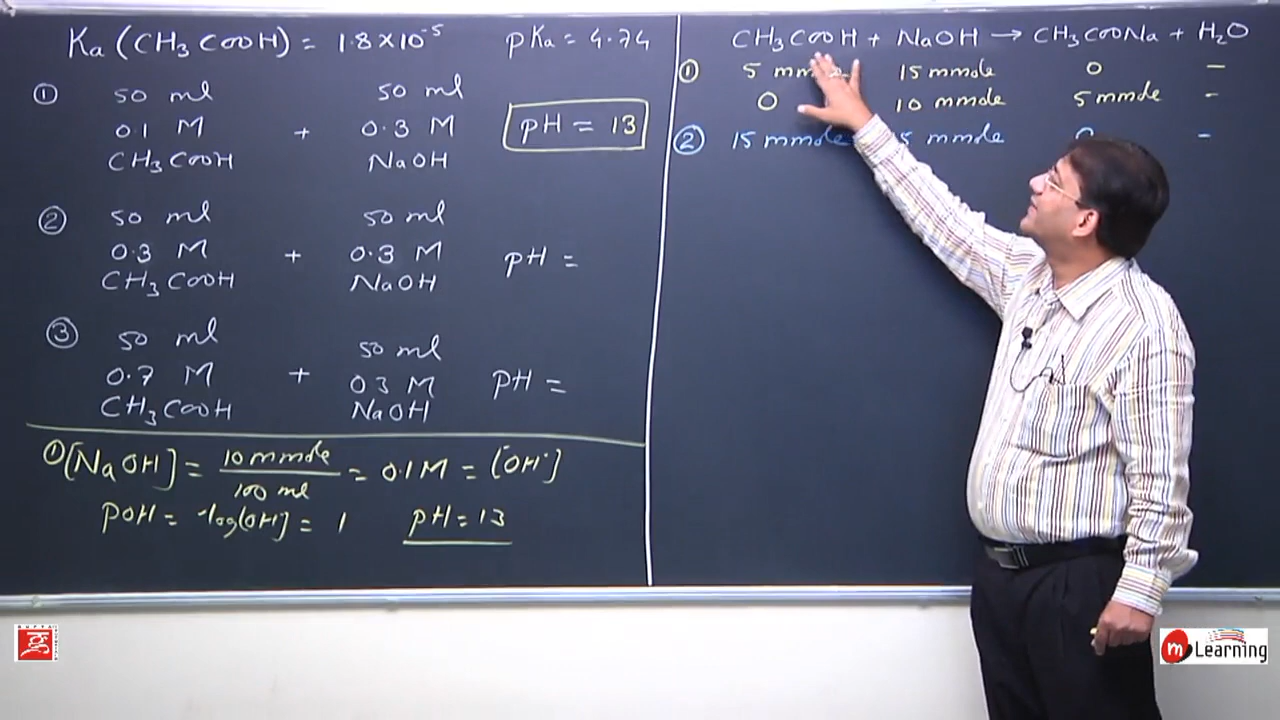 Ka (CH3COOH) = 1.8×10⁻⁵ pKa = 4.74
① 50 ml 50 ml
0.1 M + 0.3 M pH = 13
CH3COOH NaOH
② 50 ml 50 ml
0.3 M + 0.3 M pH =
CH3COOH NaOH
③ 50 ml 50 ml
0.7 M + 0.3 M pH =
CH3COOH NaOH
① [NaOH] = 10 mmole / 100 ml = 0.1 M = [OH⁻]
pOH = -log[OH] = 1 pH = 13
CH3COOH + NaOH → CH3COONa + H2O
① 5 15 mmole 0 –
0 10 mmole 5 mmole –
② 15 mmole 5 mmole –
GUPTA
m Learning